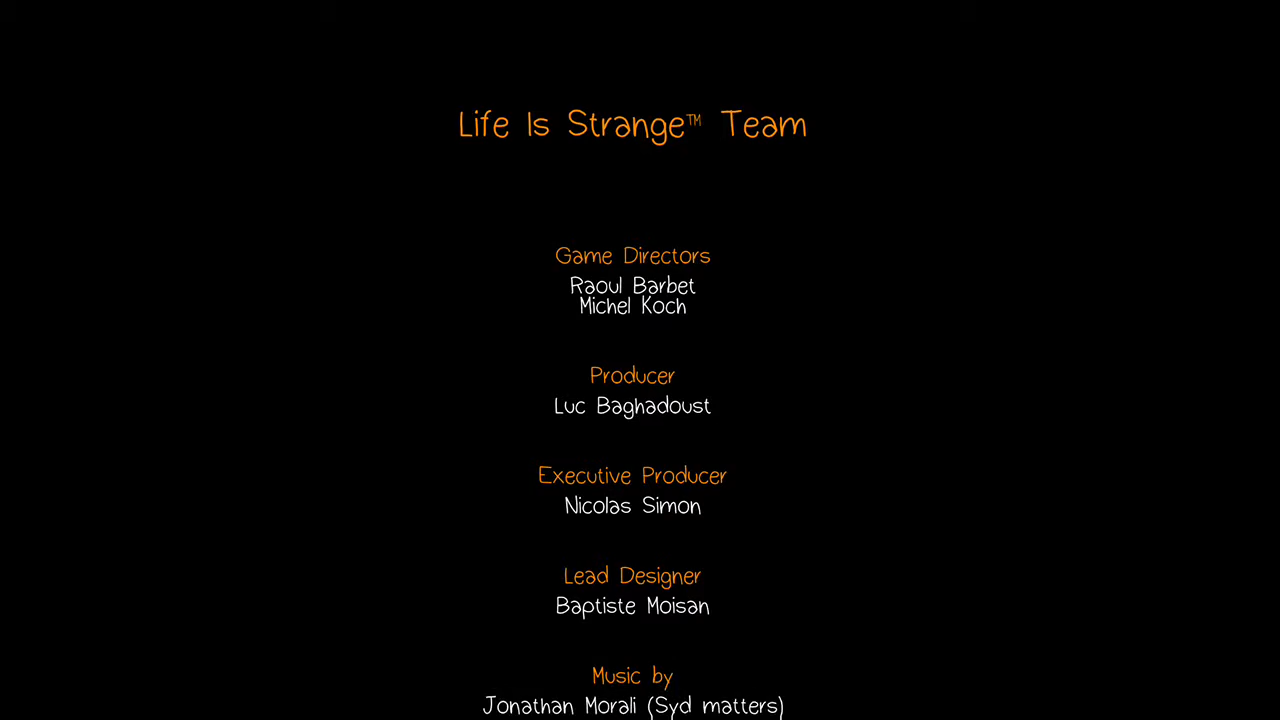 Life Is Strange™ Team
Game Directors
Raoul Barbet
Michel Koch
Producer
Luc Baghadoust
Executive Producer
Nicolas Simon
Lead Designer
Baptiste Moisan
Music by
Jonathan Morali (Syd matters)